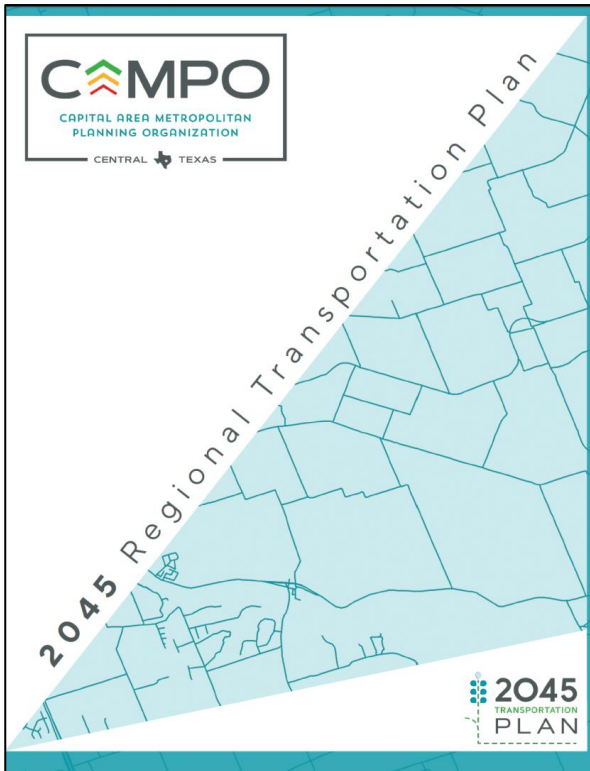 CAMPO
CAPITAL AREA METROPOLITAN
PLANNING ORGANIZATION
CENTRAL TEXAS
2045 Regional Transportation Plan
2045
TRANSPORTATION
PLAN